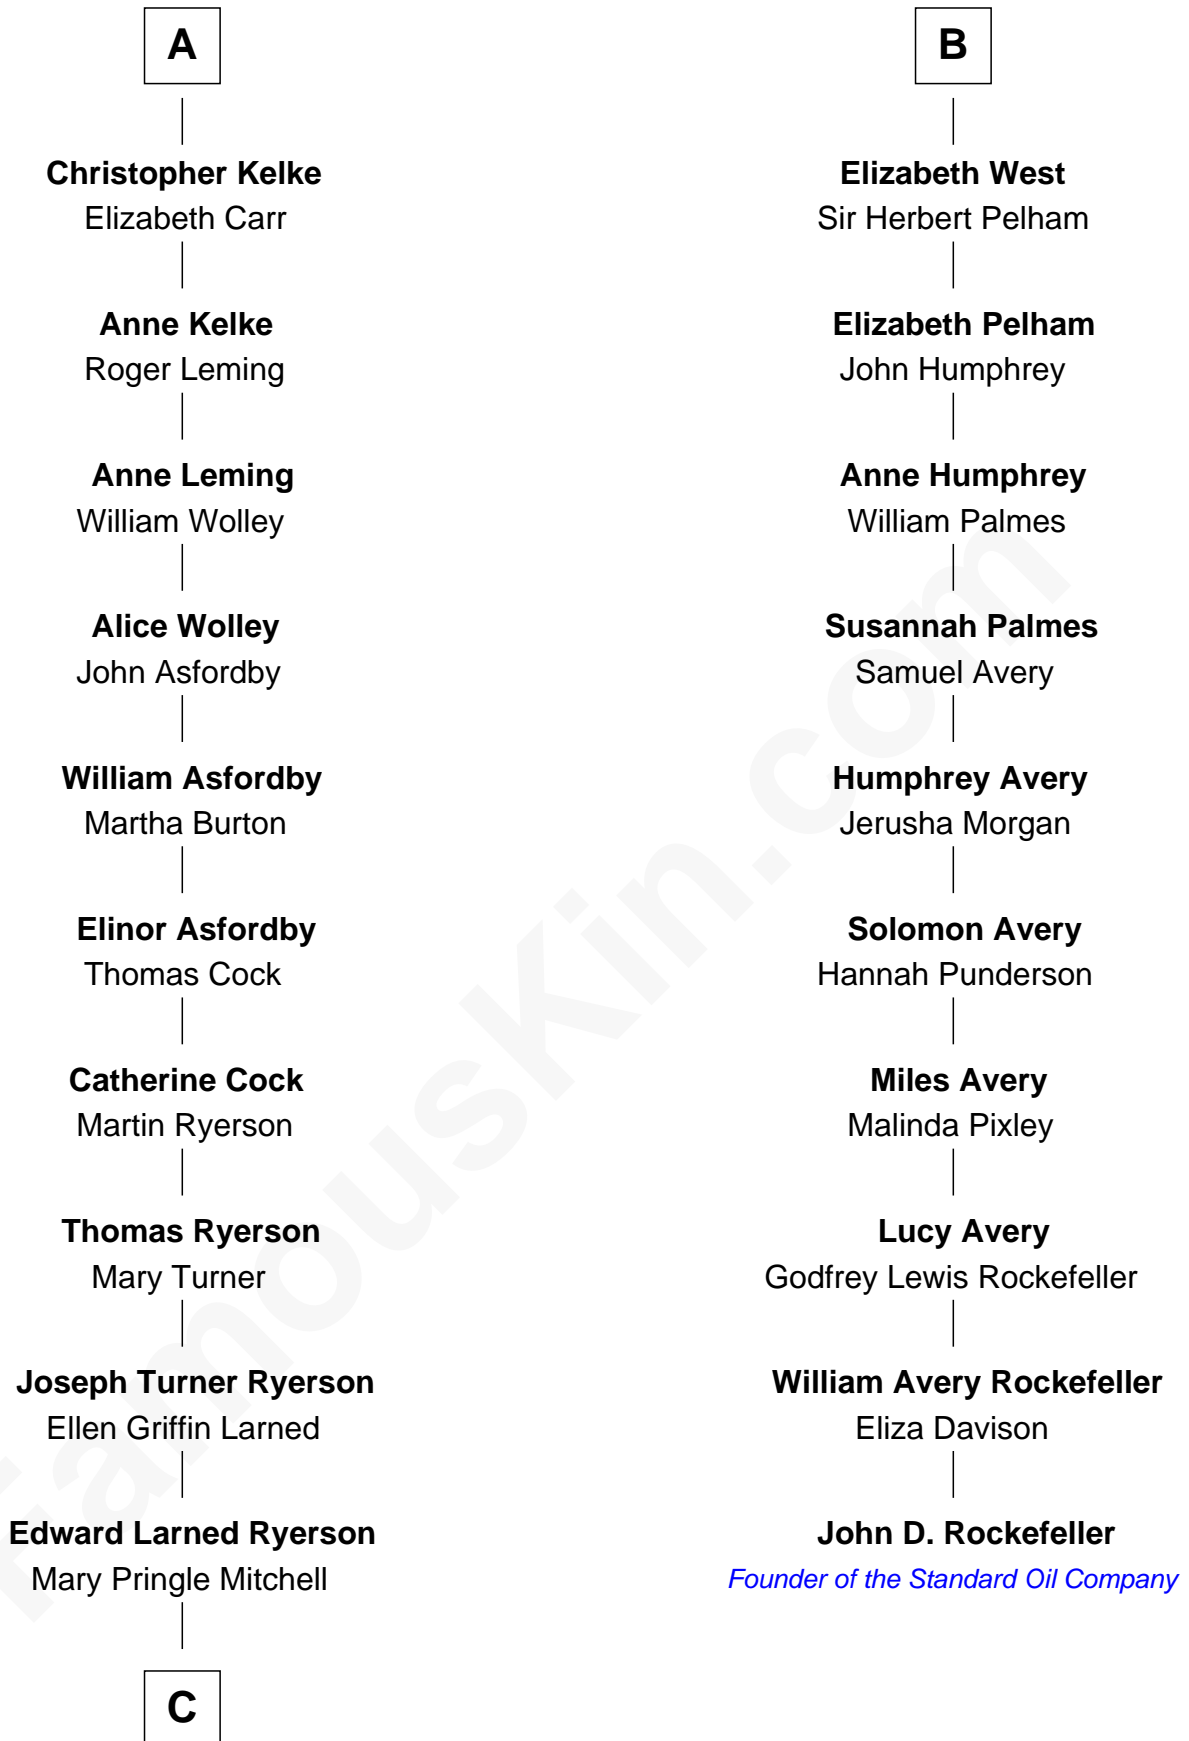 A
Christopher Kelke
Elizabeth Carr
Anne Kelke
Roger Leming
Anne Leming
William Wolley
Alice Wolley
John Asfordby
William Asfordby
Martha Burton
Elinor Asfordby
Thomas Cock
Catherine Cock
Martin Ryerson
Thomas Ryerson
Mary Turner
Joseph Turner Ryerson
Ellen Griffin Larned
Edward Larned Ryerson
Mary Pringle Mitchell
C
B
Elizabeth West
Sir Herbert Pelham
Elizabeth Pelham
John Humphrey
Anne Humphrey
William Palmes
Susannah Palmes
Samuel Avery
Humphrey Avery
Jerusha Morgan
Solomon Avery
Hannah Punderson
Miles Avery
Malinda Pixley
Lucy Avery
Godfrey Lewis Rockefeller
William Avery Rockefeller
Eliza Davison
John D. Rockefeller
Founder of the Standard Oil Company
FamousKin.com